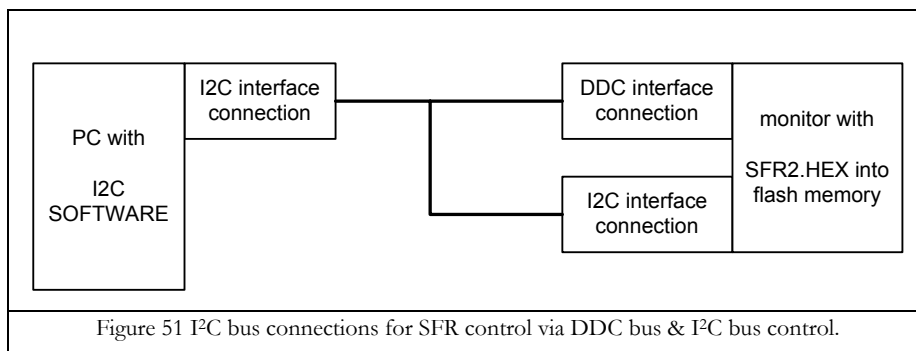 PC with
I2C
SOFTWARE
I2C interface
connection
DDC interface
connection
I2C interface
connection
monitor with
SFR2.HEX into
flash memory
Figure 51 I²C bus connections for SFR control via DDC bus & I²C bus control.